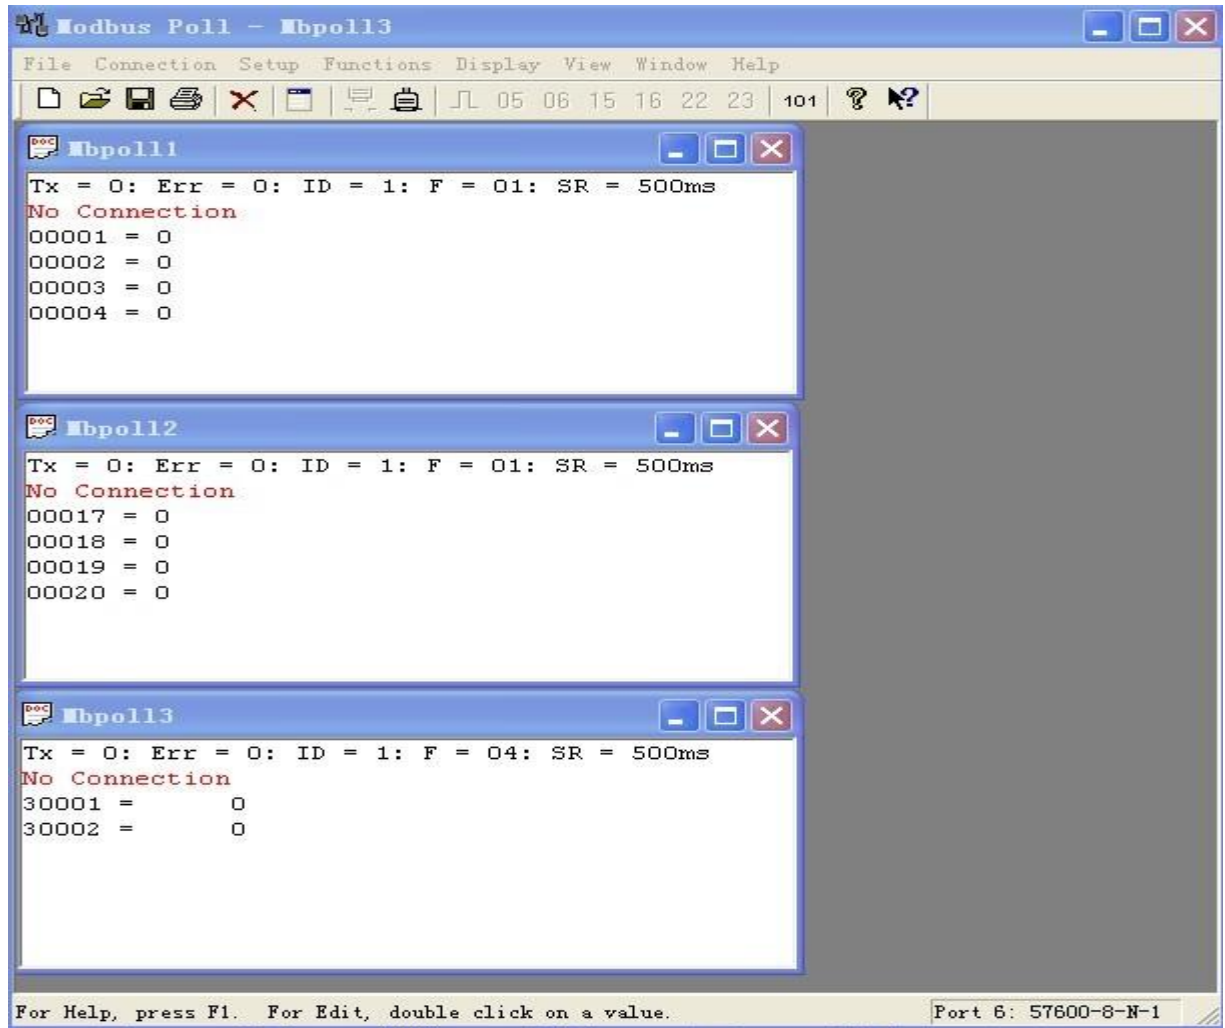 Modbus Poll - Mbpoll3
File Connection Setup Functions Display View Window Help
05 06 15 16 22 23 101
Mbpoll1
Tx = 0: Err = 0: ID = 1: F = 01: SR = 500ms
No Connection
00001 = 0
00002 = 0
00003 = 0
00004 = 0
Mbpoll2
Tx = 0: Err = 0: ID = 1: F = 01: SR = 500ms
No Connection
00017 = 0
00018 = 0
00019 = 0
00020 = 0
Mbpoll3
Tx = 0: Err = 0: ID = 1: F = 04: SR = 500ms
No Connection
30001 = 0
30002 = 0
For Help, press F1. For Edit, double click on a value. Port 6: 57600-8-N-1